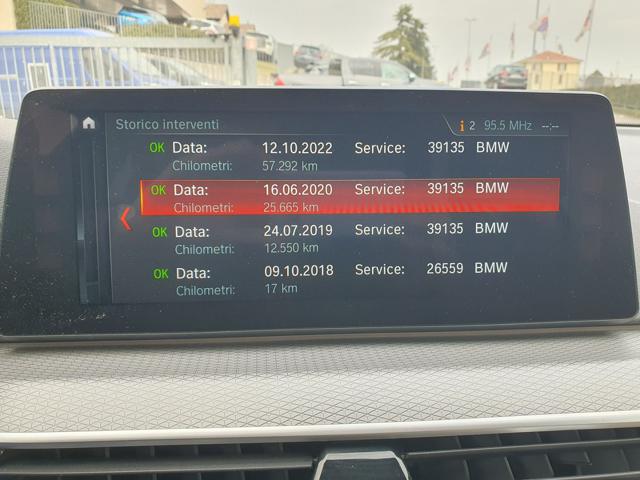 Storico interventi
i 2 95.5 MHz --:--
OK Data: 12.10.2022 Service: 39135 BMW
Chilometri: 57.292 km
OK Data: 16.06.2020 Service: 39135 BMW
Chilometri: 25.665 km
OK Data: 24.07.2019 Service: 39135 BMW
Chilometri: 12.550 km
OK Data: 09.10.2018 Service: 26559 BMW
Chilometri: 17 km